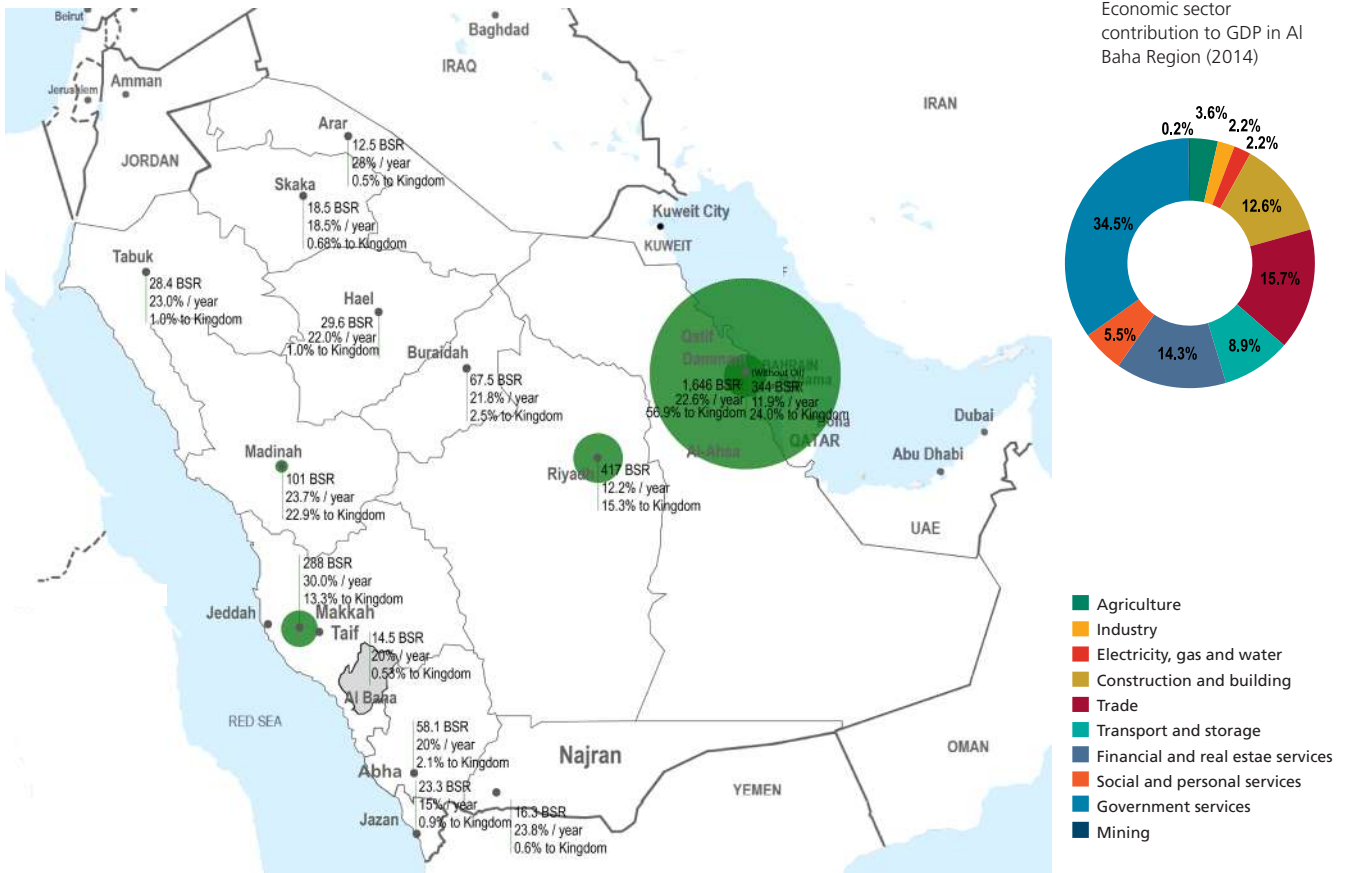 Beirut
Baghdad
IRAQ
Amman
Jerusalem
IRAN
Arar
12.5 BSR
28% / year
0.5% to Kingdom
JORDAN
Skaka
18.5 BSR
18.5% / year
0.68% to Kingdom
Kuwait City
KUWAIT
F
Tabuk
28.4 BSR
23.0% / year
1.0% to Kingdom
Hael
29.6 BSR
22.0% / year
1.0% to Kingdom
Buraidah
67.5 BSR
21.8% / year
2.5% to Kingdom
Qatif
Dammam
BAHRAIN
(Without Oil)
1,646 BSR
22.6% / year
56.9% to Kingdom
344 BSR
11.9% / year
24.0% to Kingdom
QATAR
Al-Ahsa
Dubai
Abu Dhabi
UAE
Madinah
101 BSR
23.7% / year
22.9% to Kingdom
Riyadh
417 BSR
12.2% / year
15.3% to Kingdom
288 BSR
30.0% / year
13.3% to Kingdom
Jeddah
Makkah
Taif
14.5 BSR
20% / year
0.53% to Kingdom
Al Baha
RED SEA
58.1 BSR
20% / year
2.1% to Kingdom
Abha
23.3 BSR
15% / year
0.9% to Kingdom
Jazan
Najran
16.3 BSR
23.8% / year
0.6% to Kingdom
YEMEN
OMAN
Economic sector
contribution to GDP in Al
Baha Region (2014)
0.2%
3.6%
2.2%
2.2%
12.6%
15.7%
8.9%
14.3%
5.5%
34.5%
Agriculture
Industry
Electricity, gas and water
Construction and building
Trade
Transport and storage
Financial and real estae services
Social and personal services
Government services
Mining